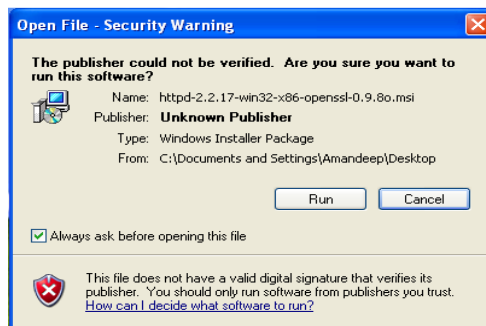 Open File - Security Warning
The publisher could not be verified. Are you sure you want to
run this software?
Name: httpd-2.2.17-win32-x86-openssl-0.9.8o.msi
Publisher: Unknown Publisher
Type: Windows Installer Package
From: C:\Documents and Settings\Amandeep\Desktop
Run Cancel
Always ask before opening this file
This file does not have a valid digital signature that verifies its
publisher. You should only run software from publishers you trust.
How can I decide what software to run?